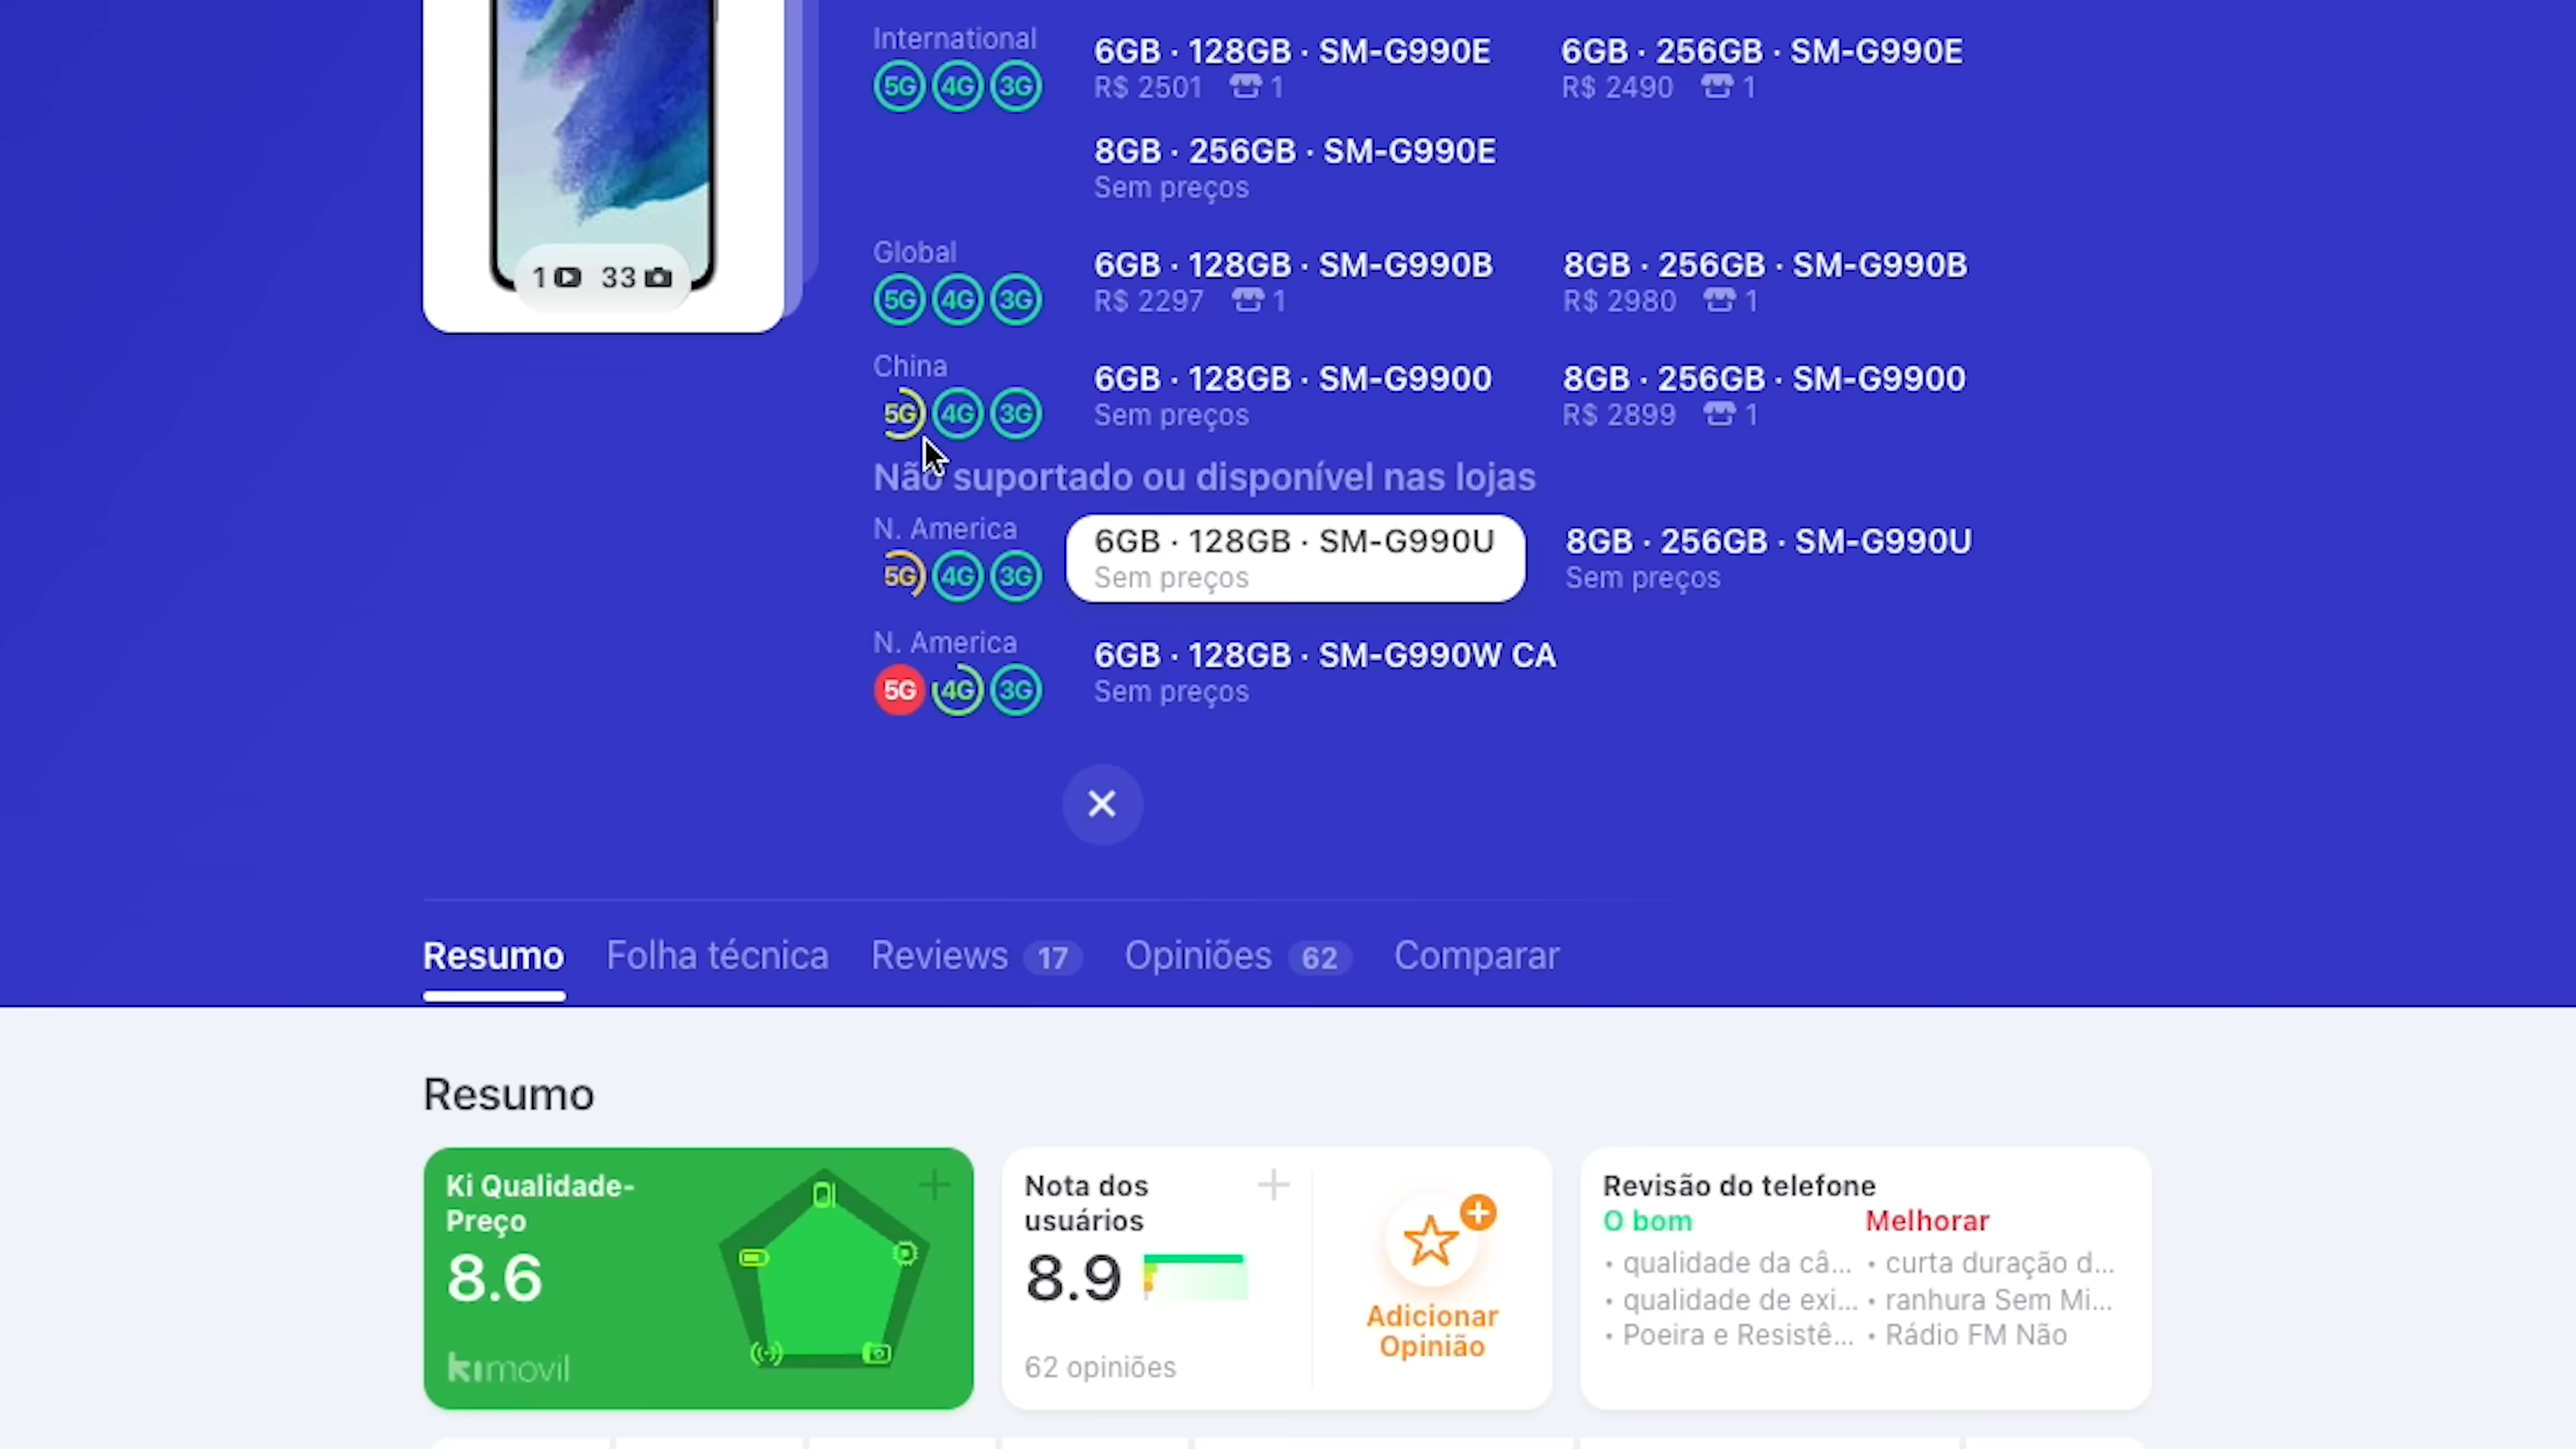 International
5G 4G 3G
6GB · 128GB · SM-G990E
R$ 2501 1
6GB · 256GB · SM-G990E
R$ 2490 1
8GB · 256GB · SM-G990E
Sem preços
1 33
Global
5G 4G 3G
6GB · 128GB · SM-G990B
R$ 2297 1
8GB · 256GB · SM-G990B
R$ 2980 1
China
5G 4G 3G
6GB · 128GB · SM-G9900
Sem preços
8GB · 256GB · SM-G9900
R$ 2899 1
Não suportado ou disponível nas lojas
N. America
5G 4G 3G
6GB · 128GB · SM-G990U
Sem preços
8GB · 256GB · SM-G990U
Sem preços
N. America
5G 4G 3G
6GB · 128GB · SM-G990W CA
Sem preços
Resumo Folha técnica Reviews 17 Opiniões 62 Comparar
Resumo
Ki Qualidade-
Preço
8.6
kimovil
Nota dos
usuários
8.9
62 opiniões
Adicionar
Opinião
Revisão do telefone
O bom
• qualidade da câ...
• qualidade de exi...
• Poeira e Resistê...
Melhorar
• curta duração d...
• ranhura Sem Mi...
• Rádio FM Não